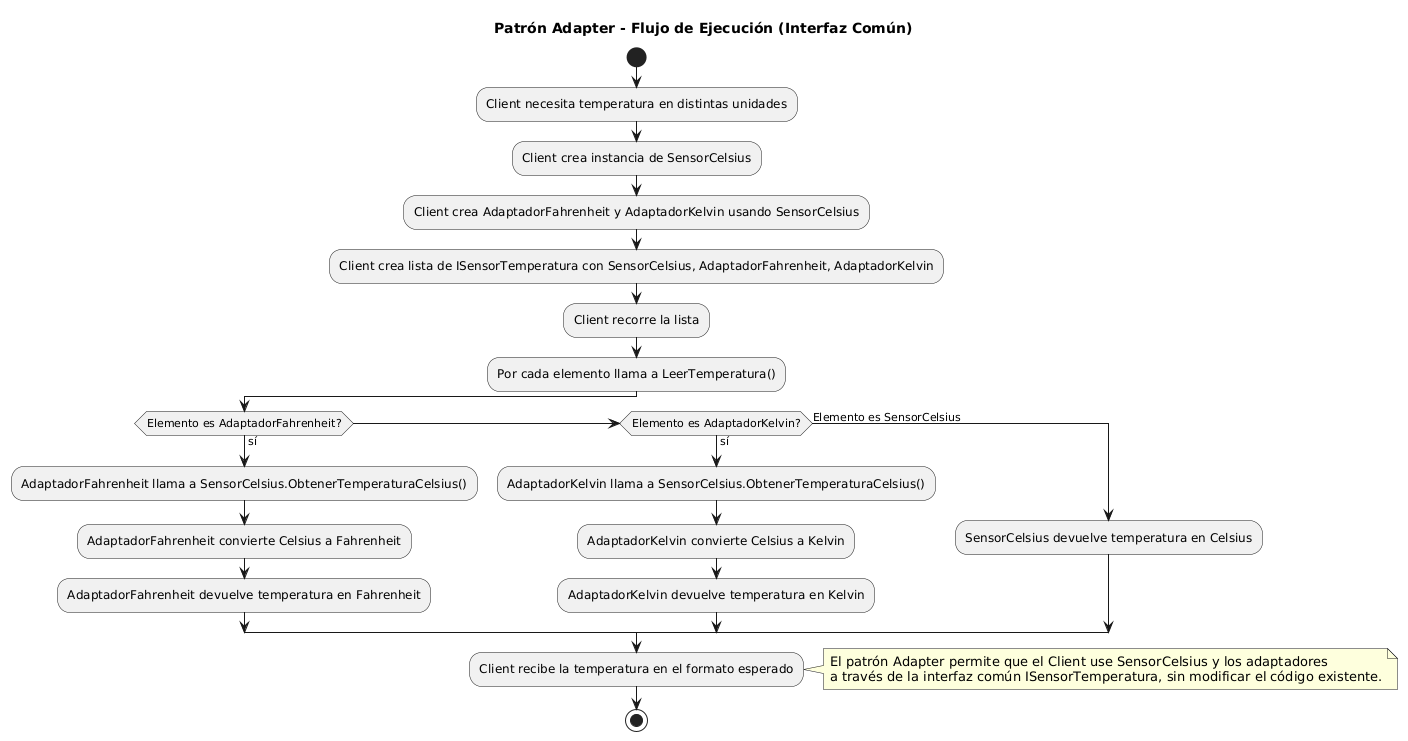 Patrón Adapter - Flujo de Ejecución (Interfaz Común)
Client necesita temperatura en distintas unidades
Client crea instancia de SensorCelsius
Client crea AdaptadorFahrenheit y AdaptadorKelvin usando SensorCelsius
Client crea lista de ISensorTemperatura con SensorCelsius, AdaptadorFahrenheit, AdaptadorKelvin
Client recorre la lista
Por cada elemento llama a LeerTemperatura()
Elemento es AdaptadorFahrenheit?
sí
AdaptadorFahrenheit llama a SensorCelsius.ObtenerTemperaturaCelsius()
AdaptadorFahrenheit convierte Celsius a Fahrenheit
AdaptadorFahrenheit devuelve temperatura en Fahrenheit
Elemento es AdaptadorKelvin?
sí
AdaptadorKelvin llama a SensorCelsius.ObtenerTemperaturaCelsius()
AdaptadorKelvin convierte Celsius a Kelvin
AdaptadorKelvin devuelve temperatura en Kelvin
Elemento es SensorCelsius
SensorCelsius devuelve temperatura en Celsius
Client recibe la temperatura en el formato esperado
El patrón Adapter permite que el Client use SensorCelsius y los adaptadores
a través de la interfaz común ISensorTemperatura, sin modificar el código existente.